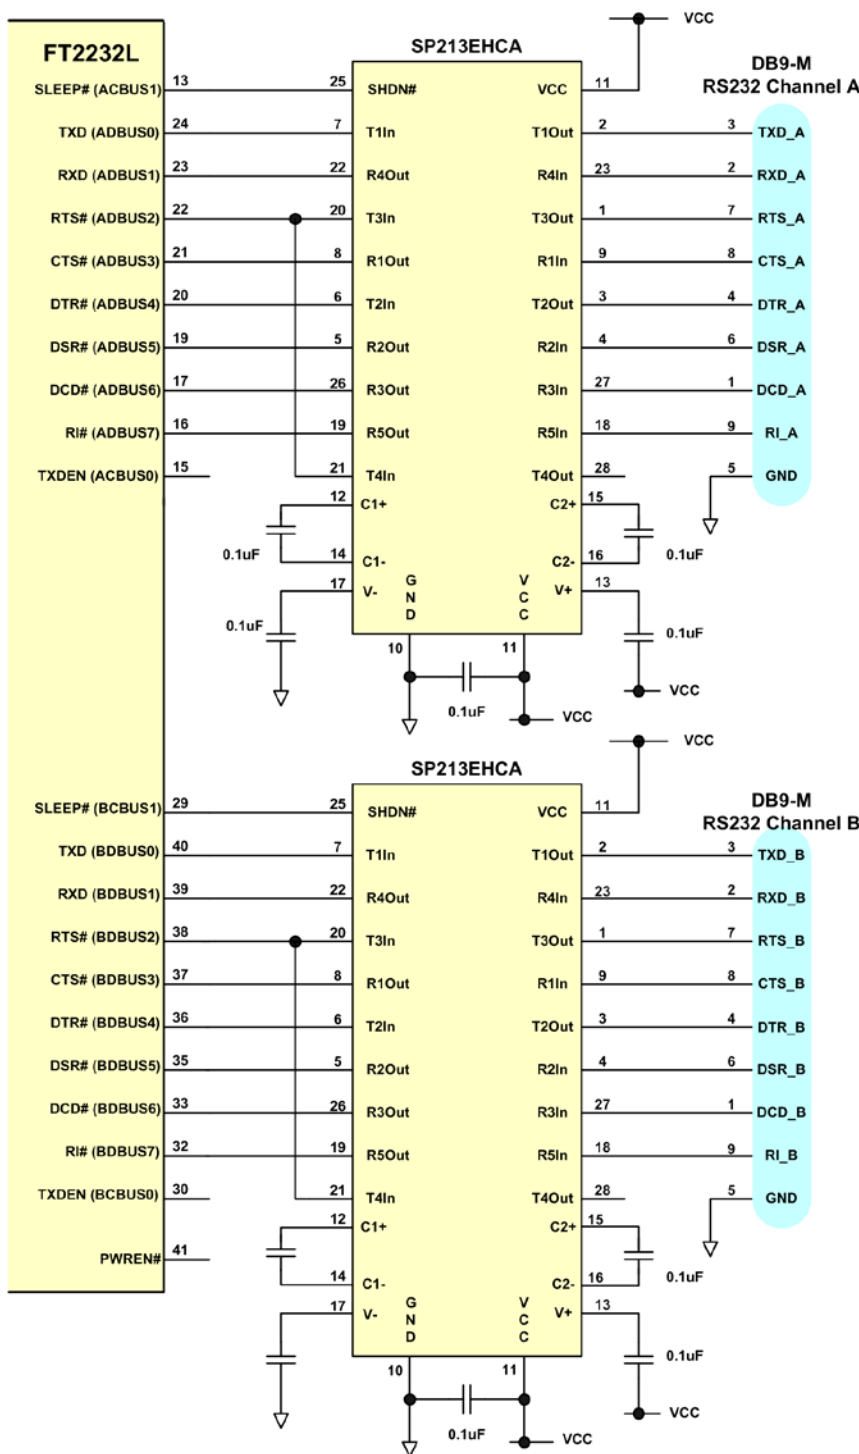 VCC
SP213EHCA
FT2232L
DB9-M
RS232 Channel A
SLEEP# (ACBUS1) 13 25 SHDN# VCC 11
TXD (ADBUS0) 24 7 T1In T1Out 2 3 TXD_A
RXD (ADBUS1) 23 22 R4Out R4In 23 2 RXD_A
RTS# (ADBUS2) 22 20 T3In T3Out 1 7 RTS_A
CTS# (ADBUS3) 21 8 R1Out R1In 9 8 CTS_A
DTR# (ADBUS4) 20 6 T2In T2Out 3 4 DTR_A
DSR# (ADBUS5) 19 5 R2Out R2In 4 6 DSR_A
DCD# (ADBUS6) 17 26 R3Out R3In 27 1 DCD_A
RI# (ADBUS7) 16 19 R5Out R5In 18 9 RI_A
TXDEN (ACBUS0) 15 21 T4In T4Out 28 5 GND
12 C1+ C2+ 15
0.1uF 0.1uF
14 C1- C2- 16
17 V- GND VCC V+ 13
0.1uF 0.1uF
10 11
0.1uF VCC VCC
VCC
SP213EHCA
DB9-M
RS232 Channel B
SLEEP# (BCBUS1) 29 25 SHDN# VCC 11
TXD (BDBUS0) 40 7 T1In T1Out 2 3 TXD_B
RXD (BDBUS1) 39 22 R4Out R4In 23 2 RXD_B
RTS# (BDBUS2) 38 20 T3In T3Out 1 7 RTS_B
CTS# (BDBUS3) 37 8 R1Out R1In 9 8 CTS_B
DTR# (BDBUS4) 36 6 T2In T2Out 3 4 DTR_B
DSR# (BDBUS5) 35 5 R2Out R2In 4 6 DSR_B
DCD# (BDBUS6) 33 26 R3Out R3In 27 1 DCD_B
RI# (BDBUS7) 32 19 R5Out R5In 18 9 RI_B
TXDEN (BCBUS0) 30 21 T4In T4Out 28 5 GND
12 C1+ C2+ 15
PWREN# 41
0.1uF
14 C1- C2- 16
17 V- GND VCC V+ 13
0.1uF
10 11
0.1uF VCC VCC